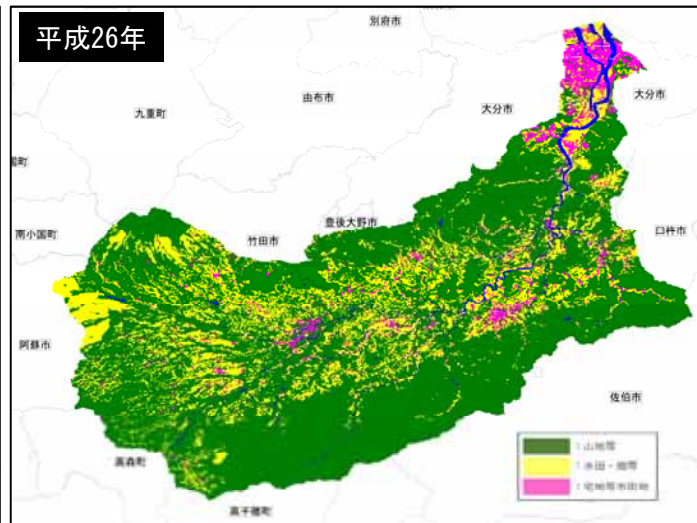 平成26年
別府市
由布市
九重町
大分市
大分市
南小国町
竹田市
豊後大野市
臼杵市
阿蘇市
佐伯市
高森町
高千穂町
：山地等
：水田・畑等
：宅地等市街地